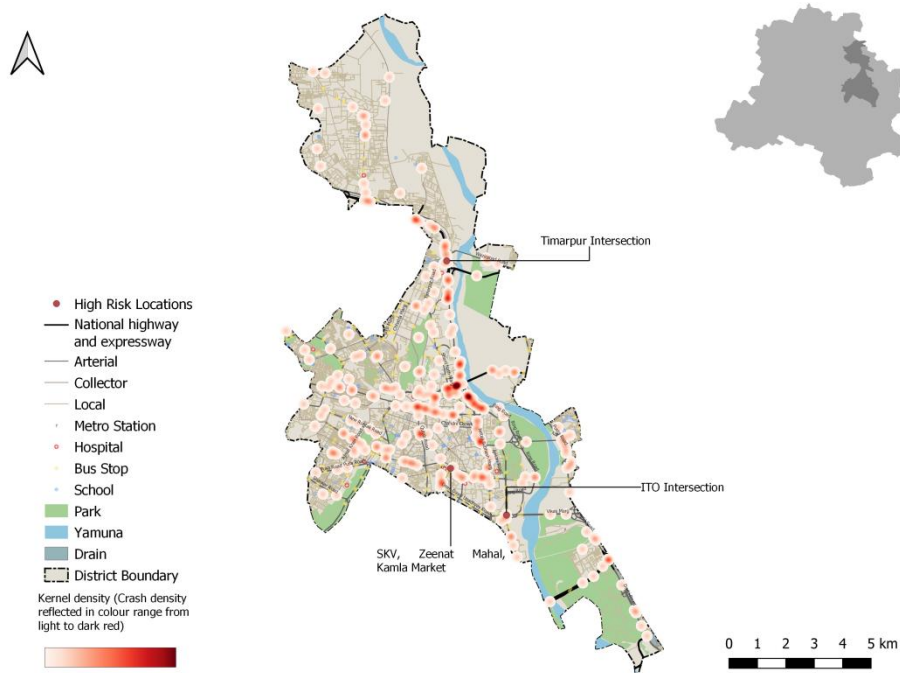 Timarpur Intersection
High Risk Locations
National highway
and expressway
Arterial
Collector
Local
Metro Station
Hospital
Bus Stop
School
Park
Yamuna
Drain
District Boundary
Kernel density (Crash density
reflected in colour range from
light to dark red)
ITO Intersection
Vikas Marg
SKV, Zeenat Mahal,
Kamla Market
0 1 2 3 4 5 km